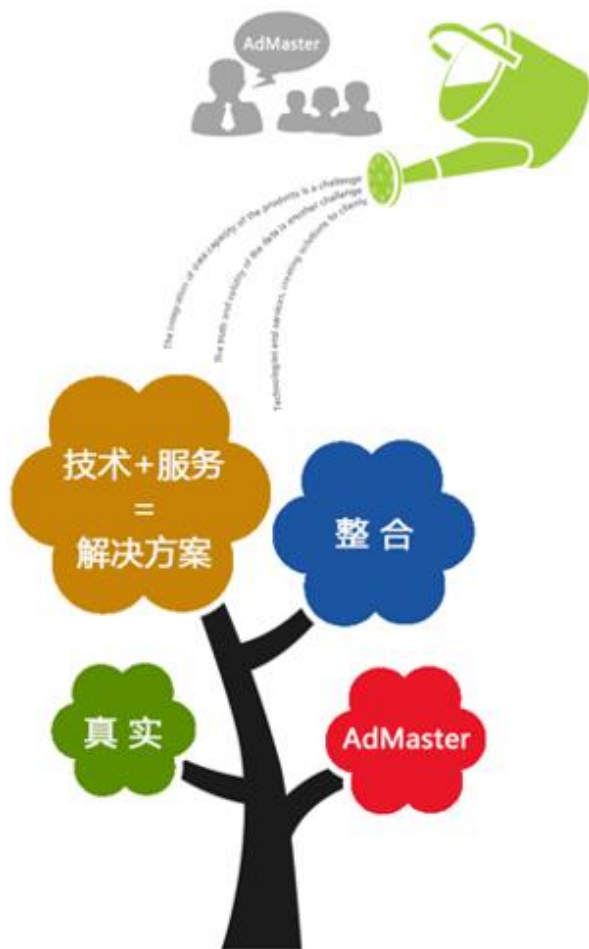 AdMaster
The integration of data capacity of the products is a challenge
the truth and validity of the data is another challenge
Technologies and services, creating solutions to clients
技术+服务
=
解决方案
整 合
真 实
AdMaster